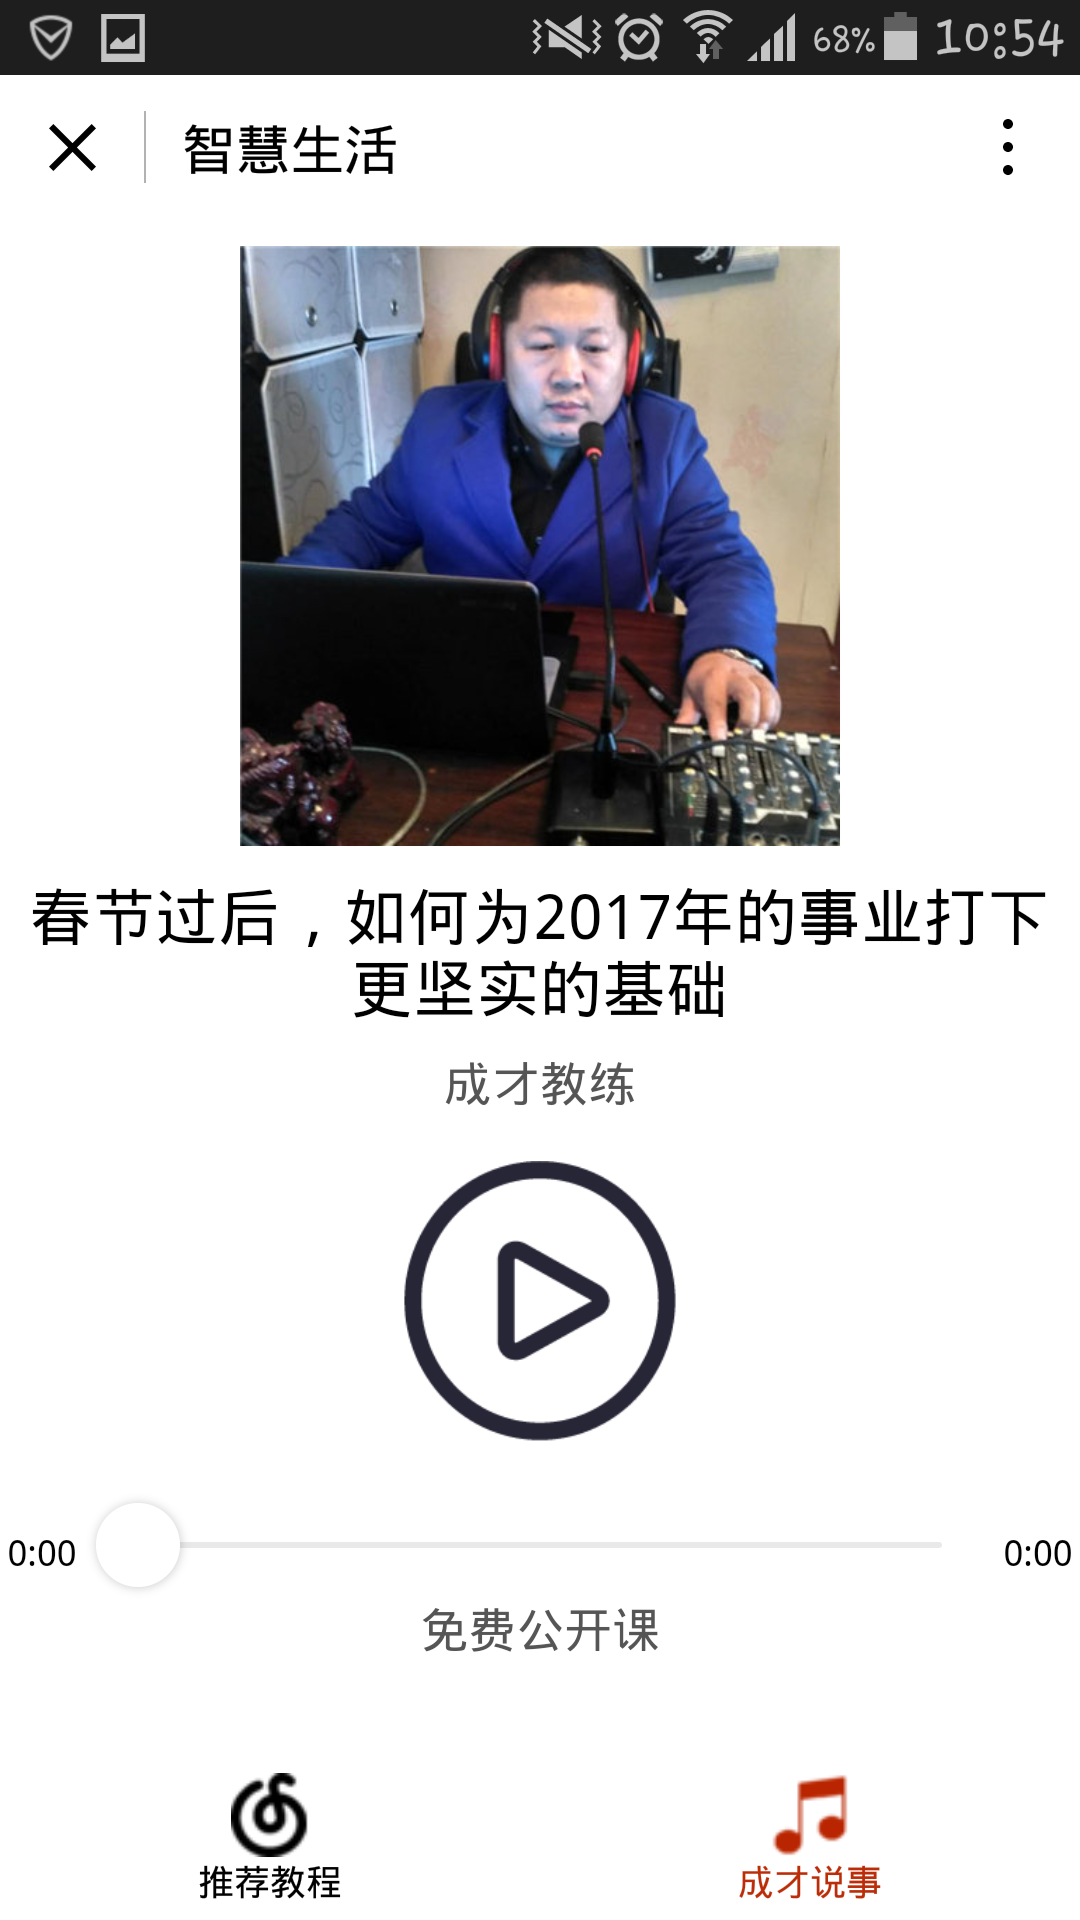 68% 10:54
智慧生活
春节过后，如何为2017年的事业打下
更坚实的基础
成才教练
0:00 0:00
免费公开课
推荐教程 成才说事